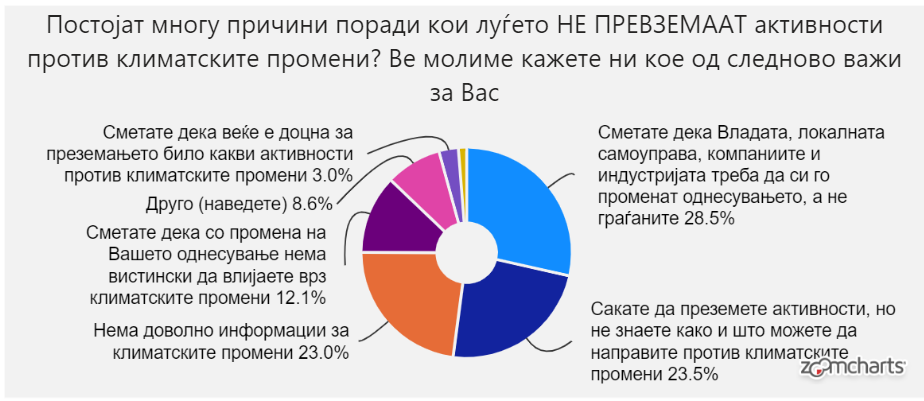 Постојат многу причини поради кои луѓето НЕ ПРЕВЗЕМААТ активности
против климатските промени? Ве молиме кажете ни кое од следново важи
за Вас
Сметате дека веќе е доцна за
преземањето било какви активности
против климатските промени 3.0%
Друго (наведете) 8.6%
Сметате дека со промена на
Вашето однесување нема
вистински да влијаете врз
климатските промени 12.1%
Нема доволно информации за
климатските промени 23.0%
Сметате дека Владата, локалната
самоуправа, компаниите и
индустријата треба да си го
променат однесувањето, а не
граѓаните 28.5%
Сакате да преземете активности, но
не знаете како и што можете да
направите против климатските
промени 23.5%
zoomcharts